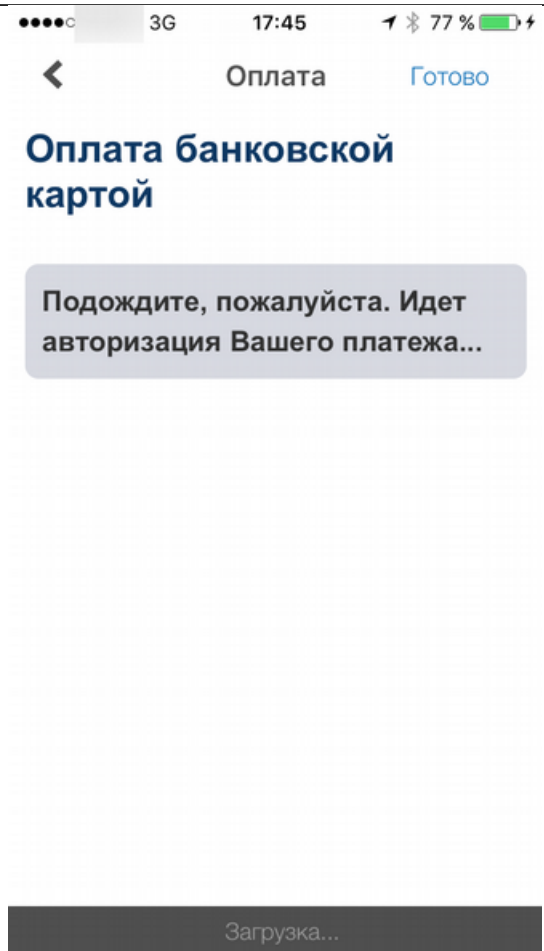 3G 17:45 77 %
Оплата Готово
Оплата банковской
картой
Подождите, пожалуйста. Идет
авторизация Вашего платежа...
Загрузка...